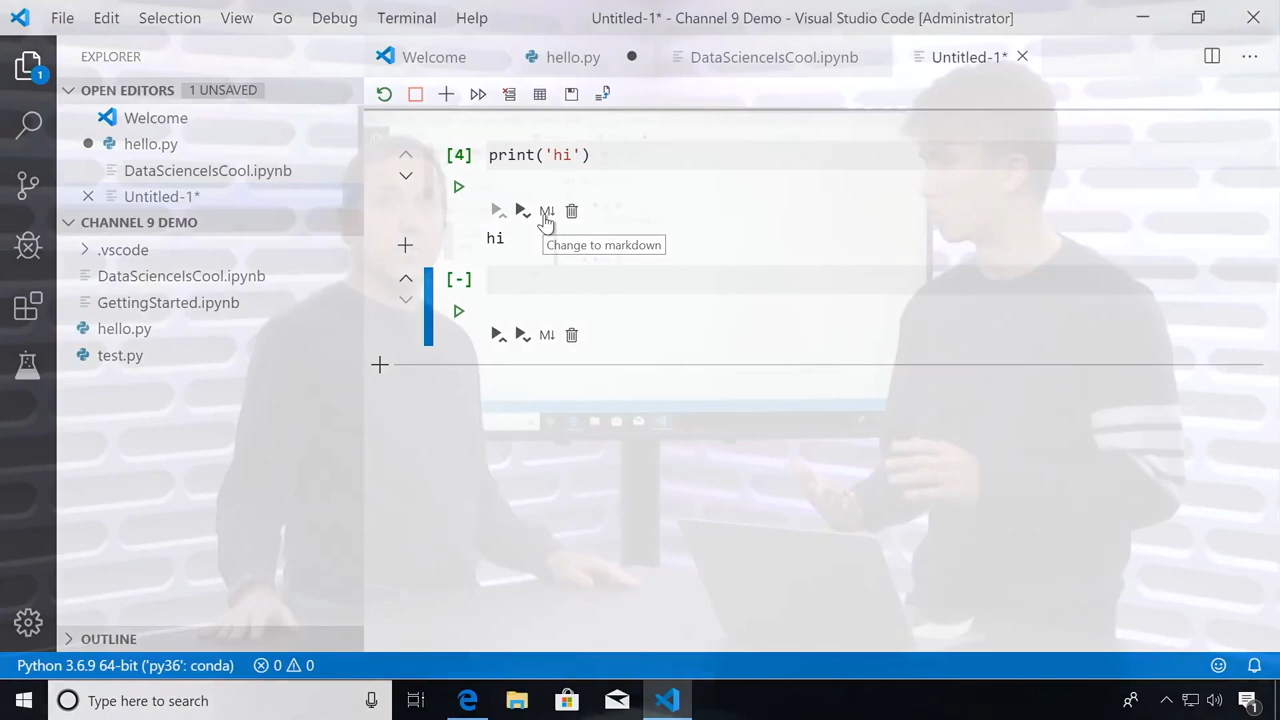 File Edit Selection View Go Debug Terminal Help Untitled-1* - Channel 9 Demo - Visual Studio Code [Administrator]
EXPLORER
Welcome hello.py DataScienceIsCool.ipynb Untitled-1*
1
OPEN EDITORS 1 UNSAVED
Welcome
hello.py
DataScienceIsCool.ipynb
Untitled-1*
CHANNEL 9 DEMO
.vscode
DataScienceIsCool.ipynb
GettingStarted.ipynb
hello.py
test.py
OUTLINE
[4] print('hi')
M↓
hi
Change to markdown
[-]
M↓
Python 3.6.9 64-bit ('py36': conda) 0 0
Type here to search
1